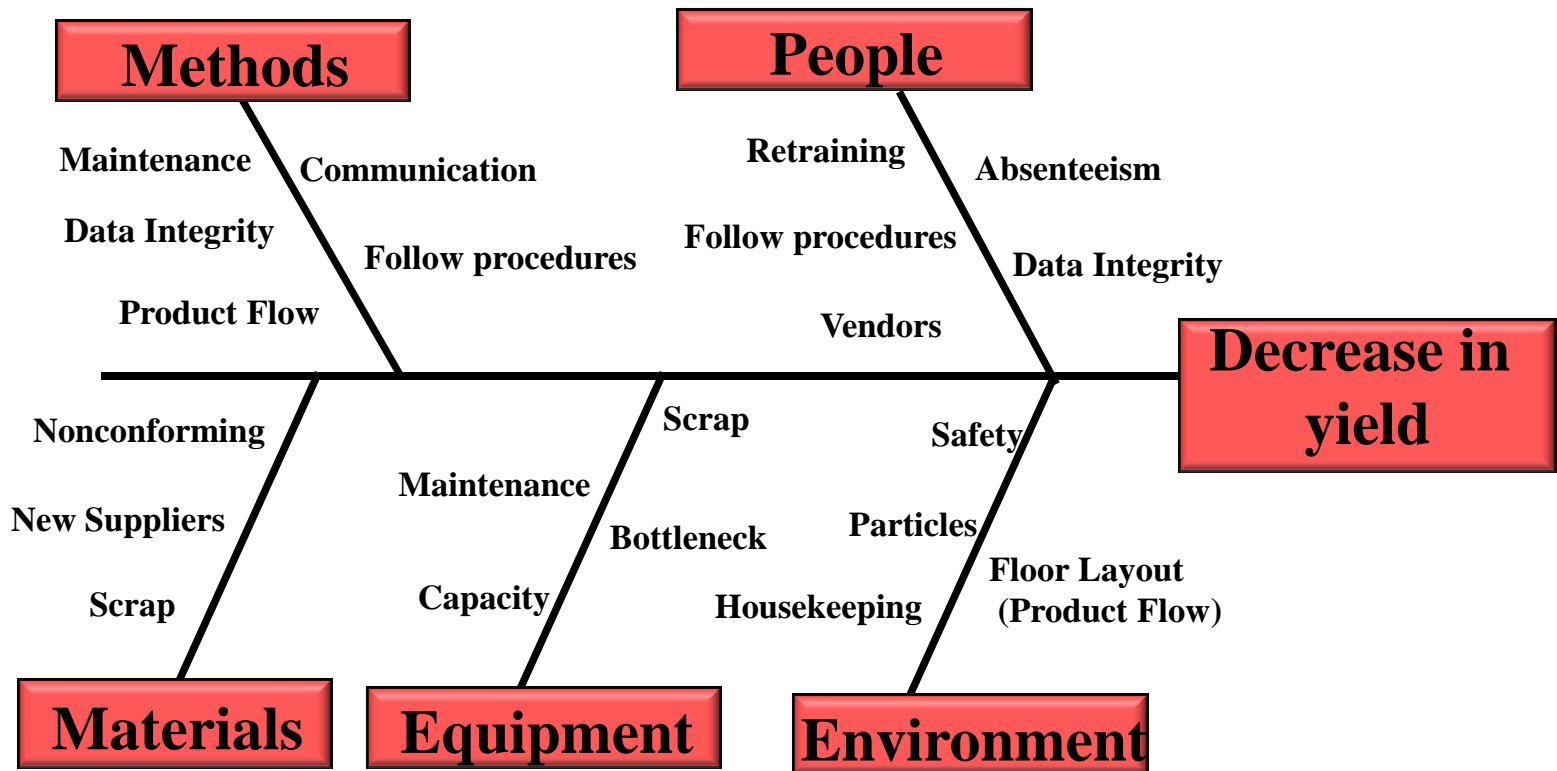 Methods
People
Maintenance
Communication
Data Integrity
Follow procedures
Product Flow
Retraining
Absenteeism
Follow procedures
Data Integrity
Vendors
Decrease in
yield
Nonconforming
New Suppliers
Scrap
Scrap
Maintenance
Bottleneck
Capacity
Safety
Particles
Floor Layout
(Product Flow)
Housekeeping
Materials
Equipment
Environment